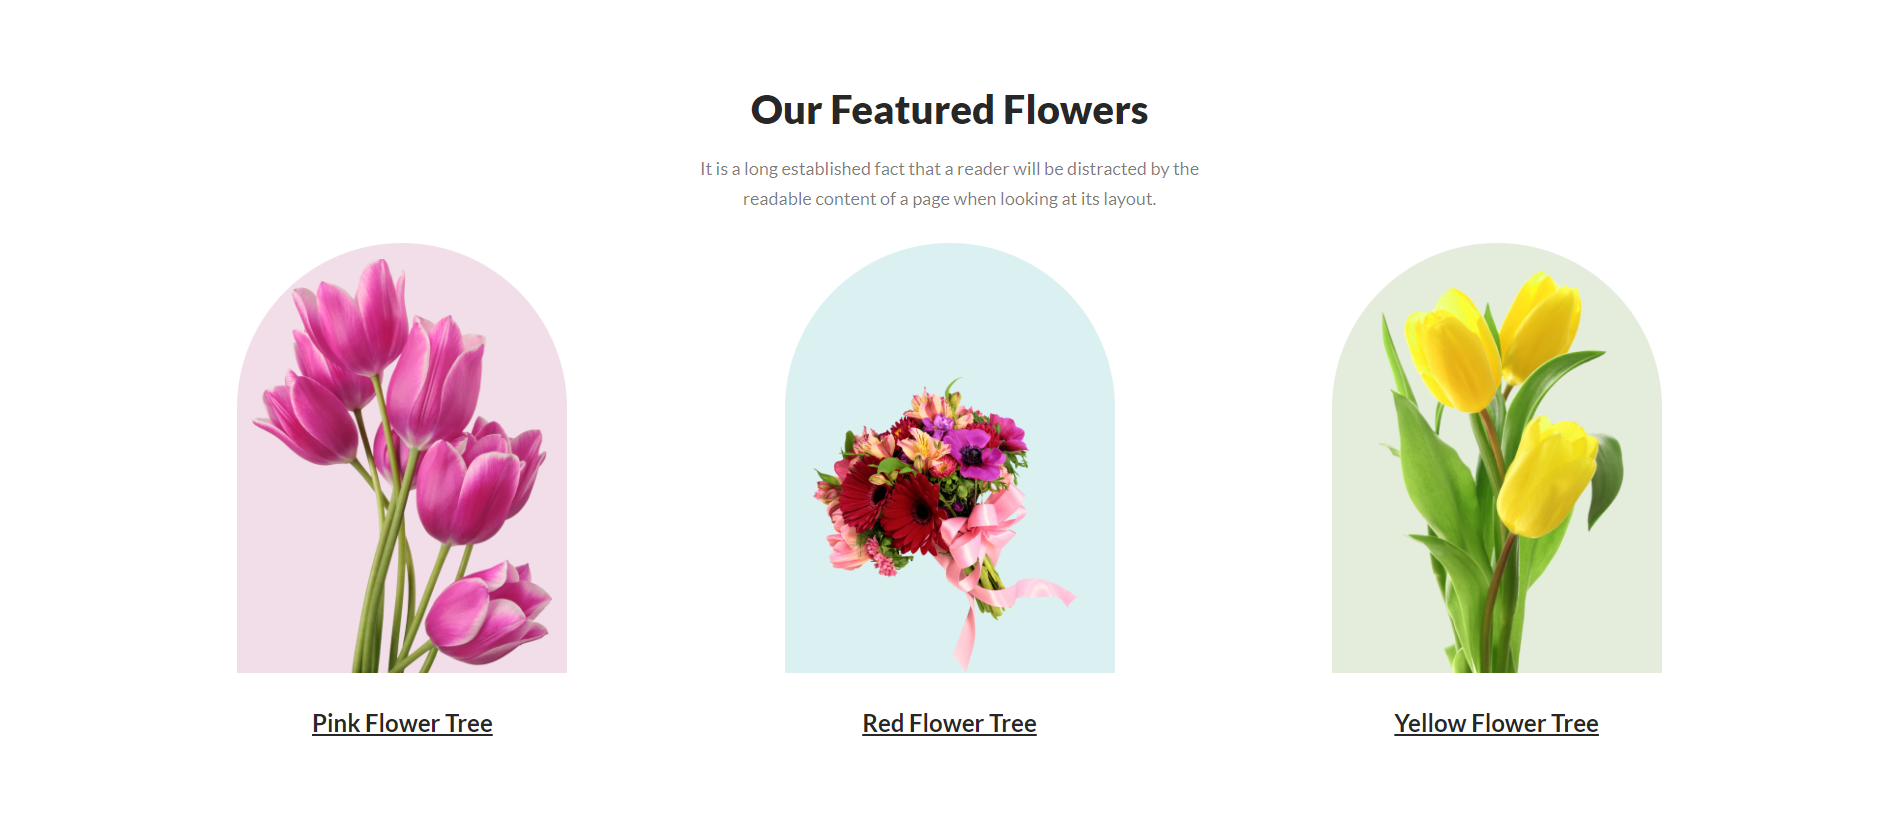 Our Featured Flowers
It is a long established fact that a reader will be distracted by the
readable content of a page when looking at its layout.
Pink Flower Tree
Red Flower Tree
Yellow Flower Tree